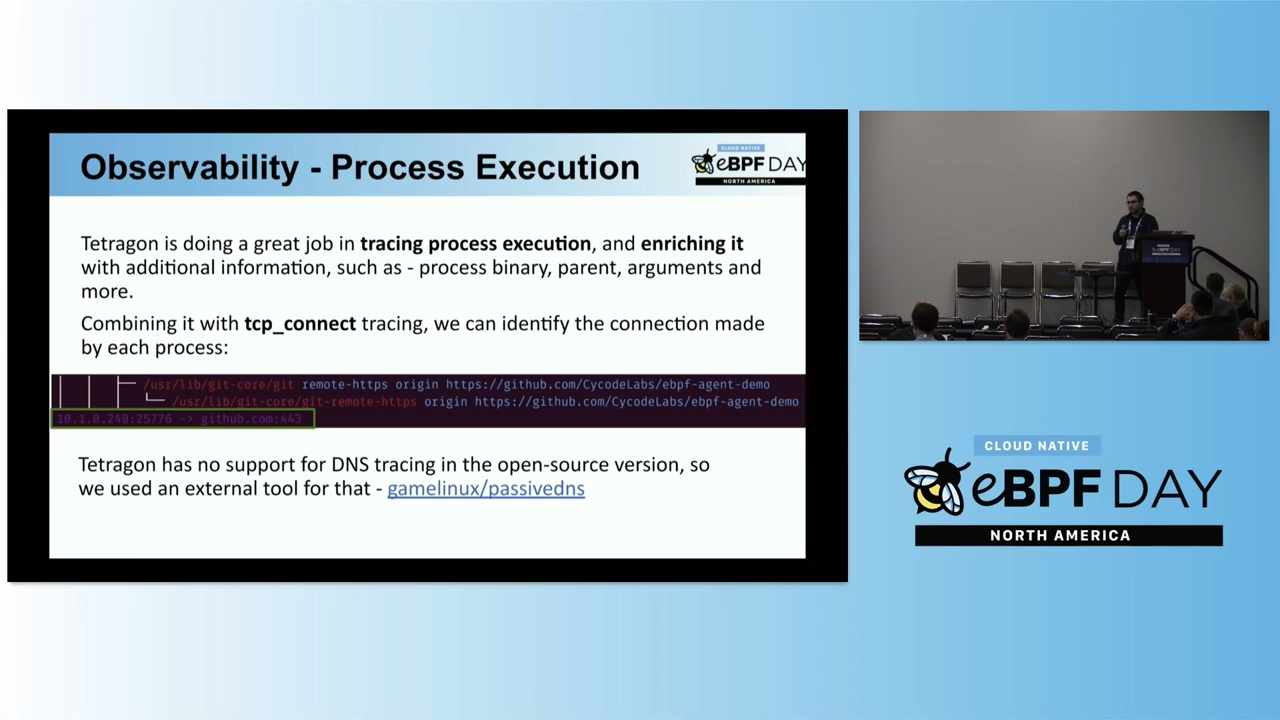 Observability - Process Execution
CLOUD NATIVE
eBPF DAY
NORTH AMERICA
Tetragon is doing a great job in tracing process execution, and enriching it
with additional information, such as - process binary, parent, arguments and
more.
Combining it with tcp_connect tracing, we can identify the connection made
by each process:
/usr/lib/git-core/git remote-https origin https://github.com/CycodeLabs/ebpf-agent-demo
/usr/lib/git-core/git-remote-https origin https://github.com/CycodeLabs/ebpf-agent-demo
10.1.0.240:25776 -> github.com:443
Tetragon has no support for DNS tracing in the open-source version, so
we used an external tool for that - gamelinux/passivedns
eBPF DAY
CLOUD NATIVE
eBPF DAY
NORTH AMERICA